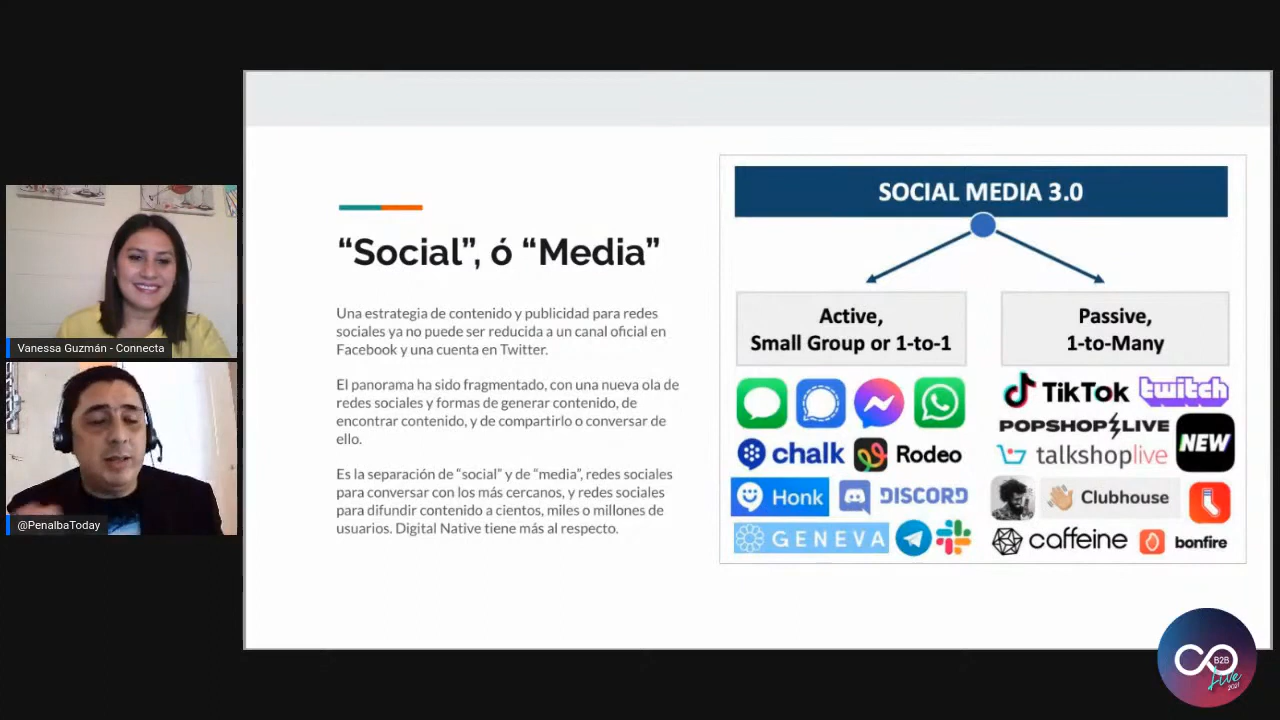 Vanessa Guzmán - Connecta
@PenalbaToday
“Social”, ó “Media”
Una estrategia de contenido y publicidad para redes
sociales ya no puede ser reducida a un canal oficial en
Facebook y una cuenta en Twitter.
El panorama ha sido fragmentado, con una nueva ola de
redes sociales y formas de generar contenido, de
encontrar contenido, y de compartirlo o conversar de
ello.
Es la separación de “social” y de “media”, redes sociales
para conversar con los más cercanos, y redes sociales
para difundir contenido a cientos, miles o millones de
usuarios. Digital Native tiene más al respecto.
SOCIAL MEDIA 3.0
Active,
Small Group or 1-to-1
chalk Rodeo
Honk DISCORD
GENEVA
Passive,
1-to-Many
TikTok twitch
POPSHOP LIVE
talkshoplive NEW
Clubhouse
caffeine bonfire
B2B
Live
2021